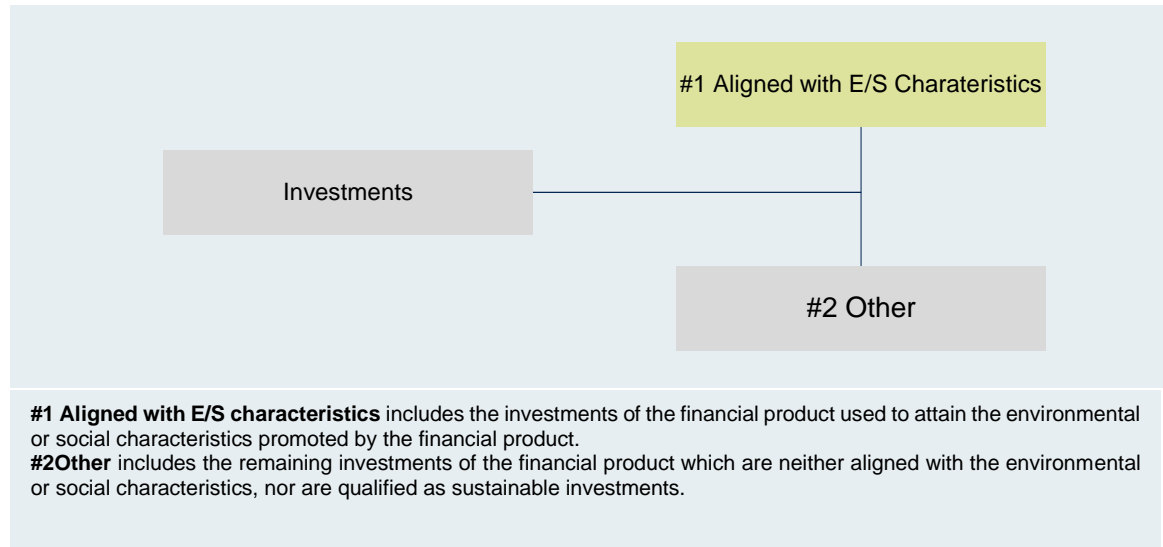 #1 Aligned with E/S Charateristics
Investments
#2 Other
#1 Aligned with E/S characteristics includes the investments of the financial product used to attain the environmental
or social characteristics promoted by the financial product.
#2Other includes the remaining investments of the financial product which are neither aligned with the environmental
or social characteristics, nor are qualified as sustainable investments.